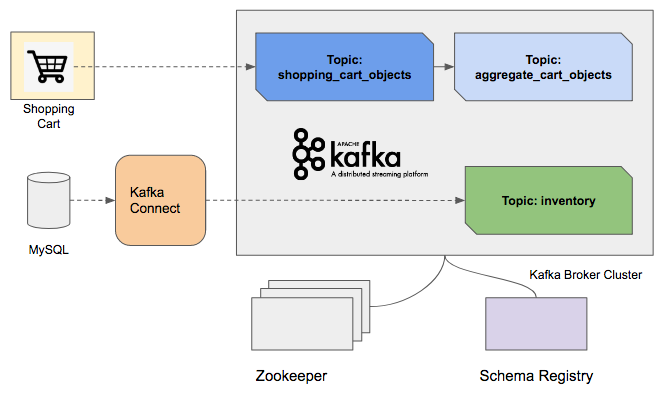 Topic:
shopping_cart_objects
Topic:
aggregate_cart_objects
Shopping
Cart
APACHE
kafka
A distributed streaming platform
Kafka
Connect
Topic: inventory
MySQL
Kafka Broker Cluster
Zookeeper
Schema Registry